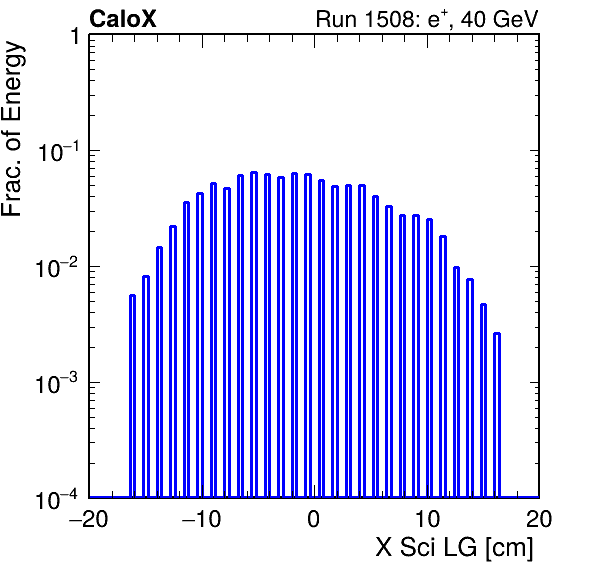 CaloX Run 1508: e⁺, 40 GeV
Frac. of Energy
1
10⁻¹
10⁻²
10⁻³
10⁻⁴
−20 −10 0 10 20
X Sci LG [cm]